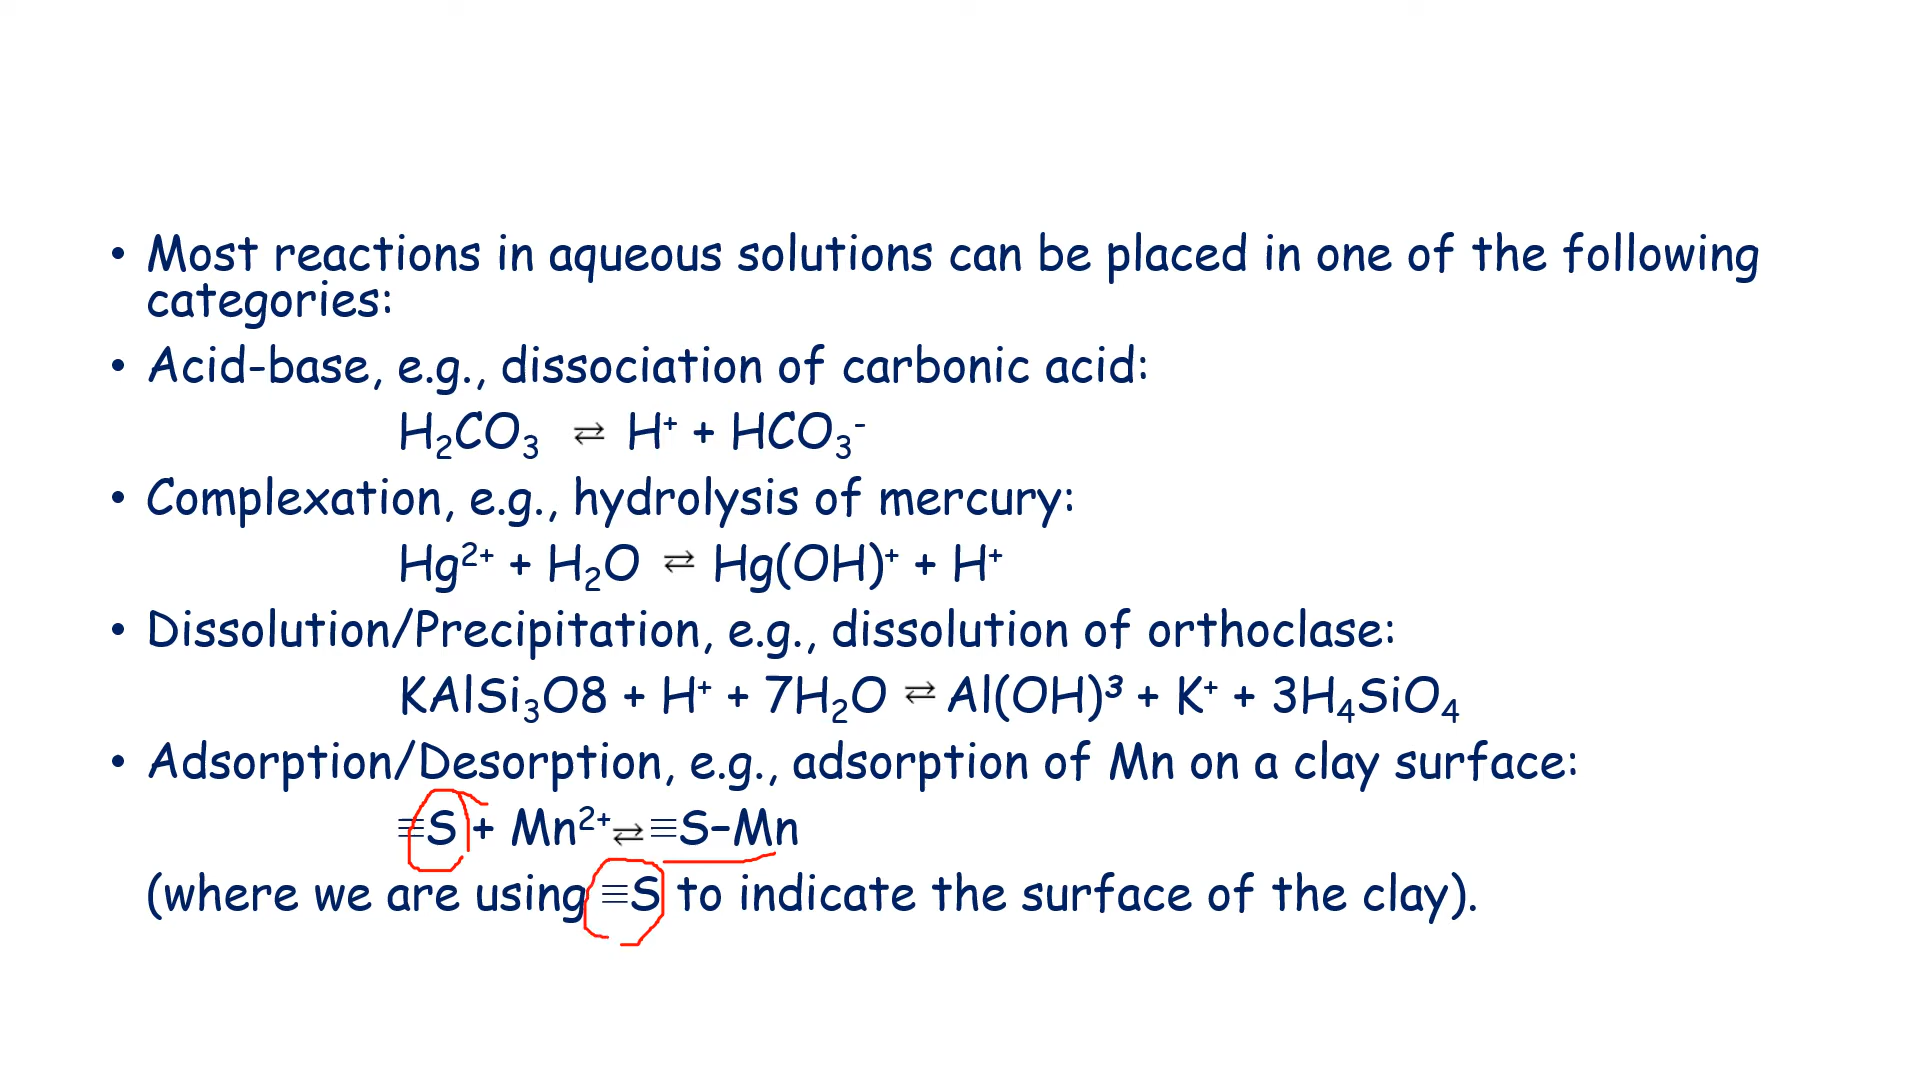 • Most reactions in aqueous solutions can be placed in one of the following
categories:
• Acid-base, e.g., dissociation of carbonic acid:
H₂CO₃ ⇄ H⁺ + HCO₃⁻
• Complexation, e.g., hydrolysis of mercury:
Hg²⁺ + H₂O ⇄ Hg(OH)⁺ + H⁺
• Dissolution/Precipitation, e.g., dissolution of orthoclase:
KAlSi₃O8 + H⁺ + 7H₂O ⇄ Al(OH)³ + K⁺ + 3H₄SiO₄
• Adsorption/Desorption, e.g., adsorption of Mn on a clay surface:
≡S + Mn²⁺ ⇄ ≡S–Mn
(where we are using ≡S to indicate the surface of the clay).